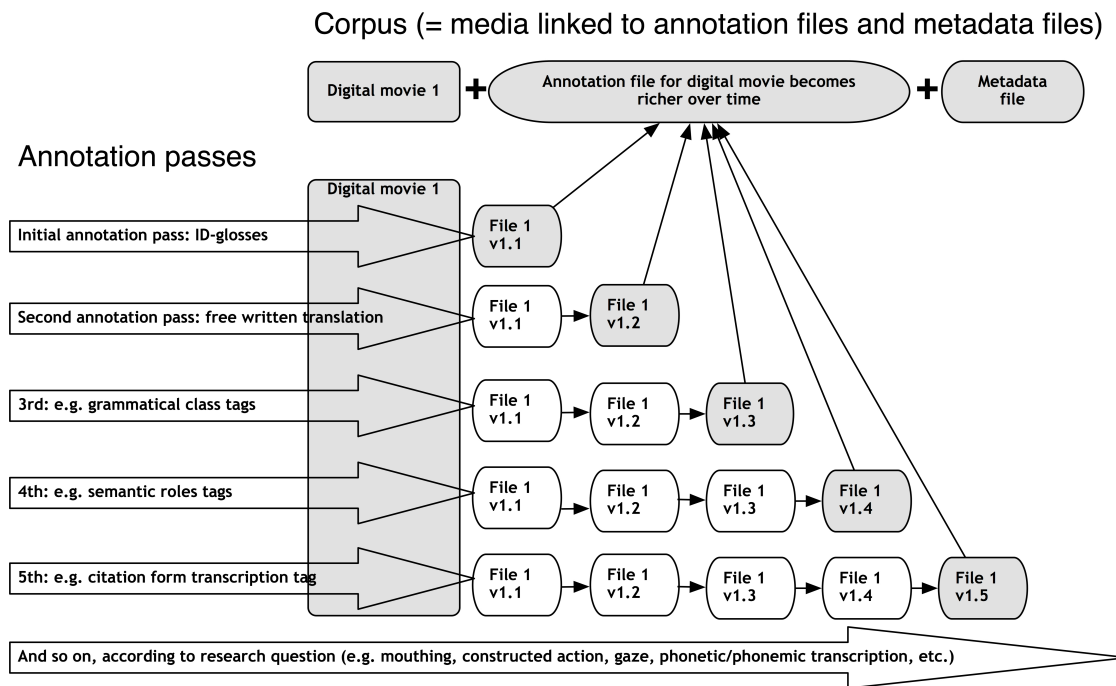 Corpus (= media linked to annotation files and metadata files)
Digital movie 1
+
Annotation file for digital movie becomes
richer over time
+
Metadata
file
Annotation passes
Digital movie 1
Initial annotation pass: ID-glosses
File 1
v1.1
Second annotation pass: free written translation
File 1
v1.1
File 1
v1.2
3rd: e.g. grammatical class tags
File 1
v1.1
File 1
v1.2
File 1
v1.3
4th: e.g. semantic roles tags
File 1
v1.1
File 1
v1.2
File 1
v1.3
File 1
v1.4
5th: e.g. citation form transcription tag
File 1
v1.1
File 1
v1.2
File 1
v1.3
File 1
v1.4
File 1
v1.5
And so on, according to research question (e.g. mouthing, constructed action, gaze, phonetic/phonemic transcription, etc.)